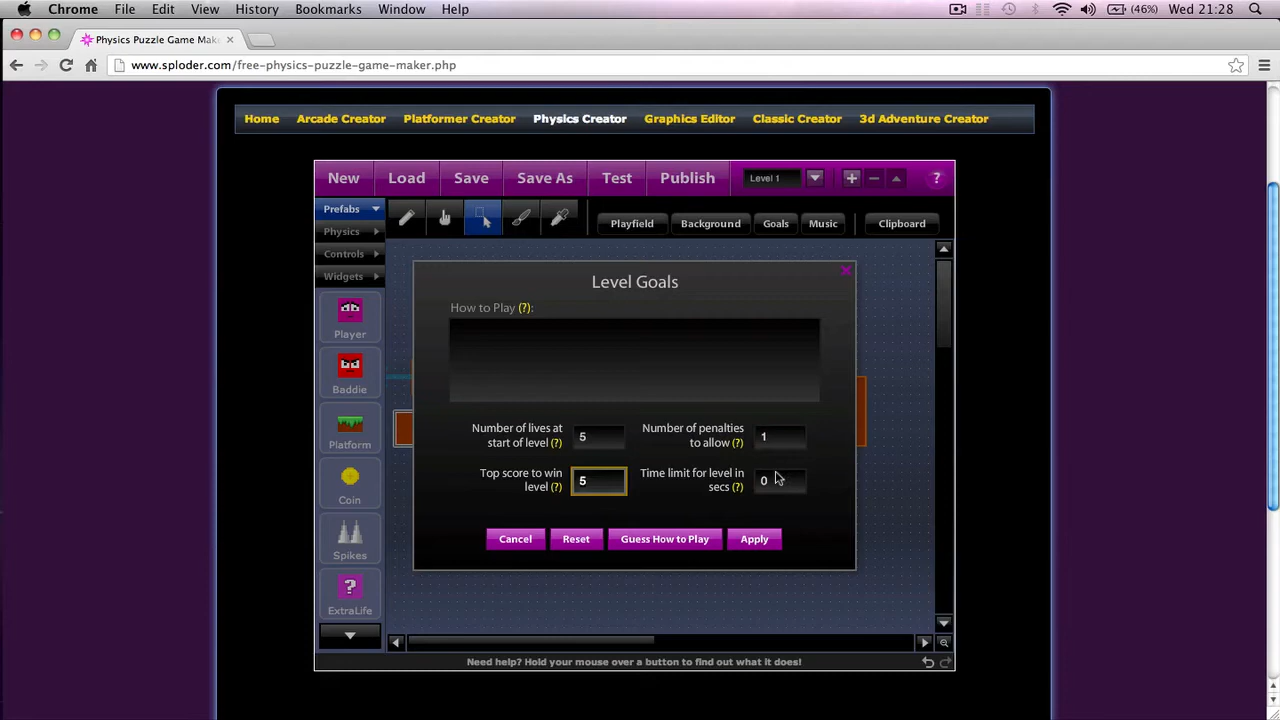 Chrome File Edit View History Bookmarks Window Help (46%) Wed 21:28
Physics Puzzle Game Make
www.sploder.com/free-physics-puzzle-game-maker.php
Home Arcade Creator Platformer Creator Physics Creator Graphics Editor Classic Creator 3d Adventure Creator
New Load Save Save As Test Publish Level 1 ?
Prefabs
Physics
Controls
Widgets
Playfield Background Goals Music Clipboard
Player
Baddie
Platform
Coin
Spikes
?
ExtraLife
Level Goals
How to Play (?):
Number of lives at
start of level (?)
5
Number of penalties
to allow (?)
1
Top score to win
level (?)
5
Time limit for level in
secs (?)
0
Cancel Reset Guess How to Play Apply
Need help? Hold your mouse over a button to find out what it does!